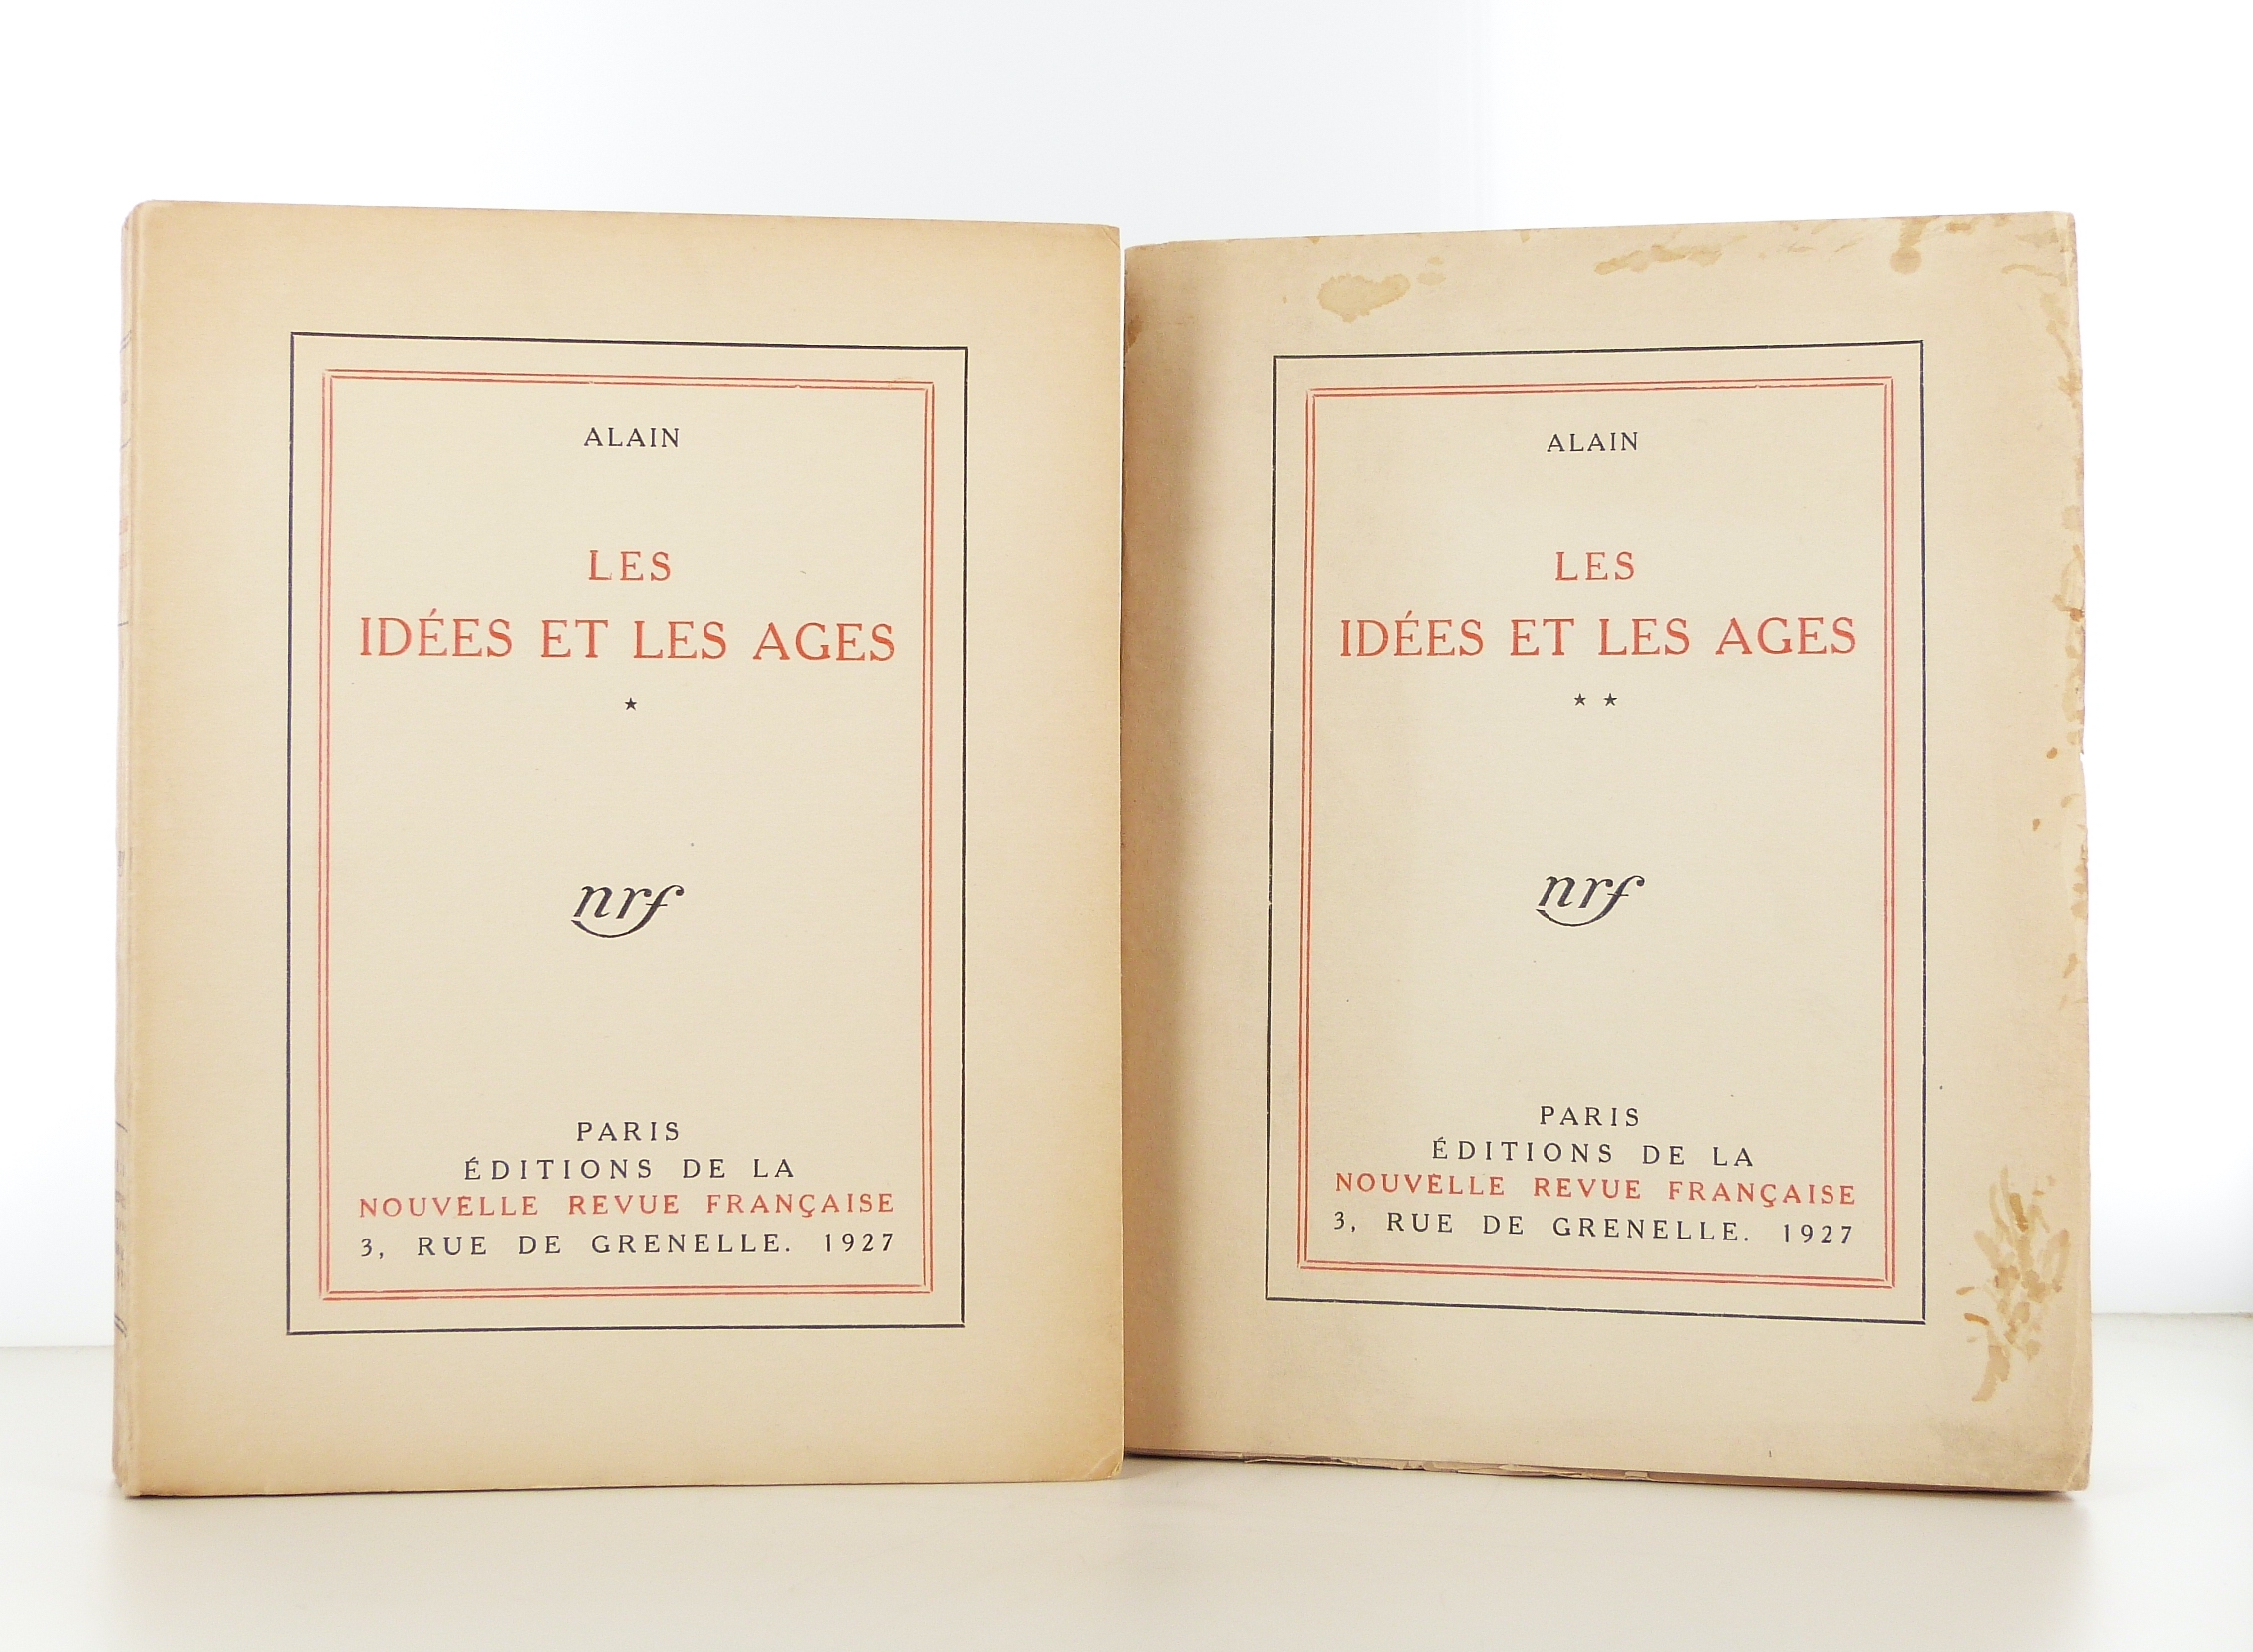 ALAIN
LES
IDÉES ET LES AGES
★
nrf
PARIS
ÉDITIONS DE LA
NOUVELLE REVUE FRANÇAISE
3, RUE DE GRENELLE. 1927
ALAIN
LES
IDÉES ET LES AGES
★ ★
nrf
PARIS
ÉDITIONS DE LA
NOUVELLE REVUE FRANÇAISE
3, RUE DE GRENELLE. 1927